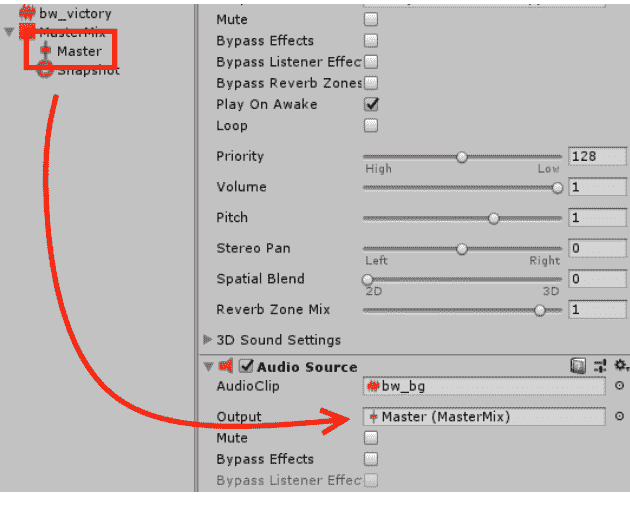 bw_victory
MasterMix
Master
Snapshot
Mute
Bypass Effects
Bypass Listener Effec
Bypass Reverb Zones
Play On Awake
Loop
Priority
128
High
Low
Volume
1
Pitch
1
Stereo Pan
0
Left
Right
Spatial Blend
0
2D
3D
Reverb Zone Mix
1
3D Sound Settings
Audio Source
AudioClip
bw_bg
Output
Master (MasterMix)
Mute
Bypass Effects
Bypass Listener Effec